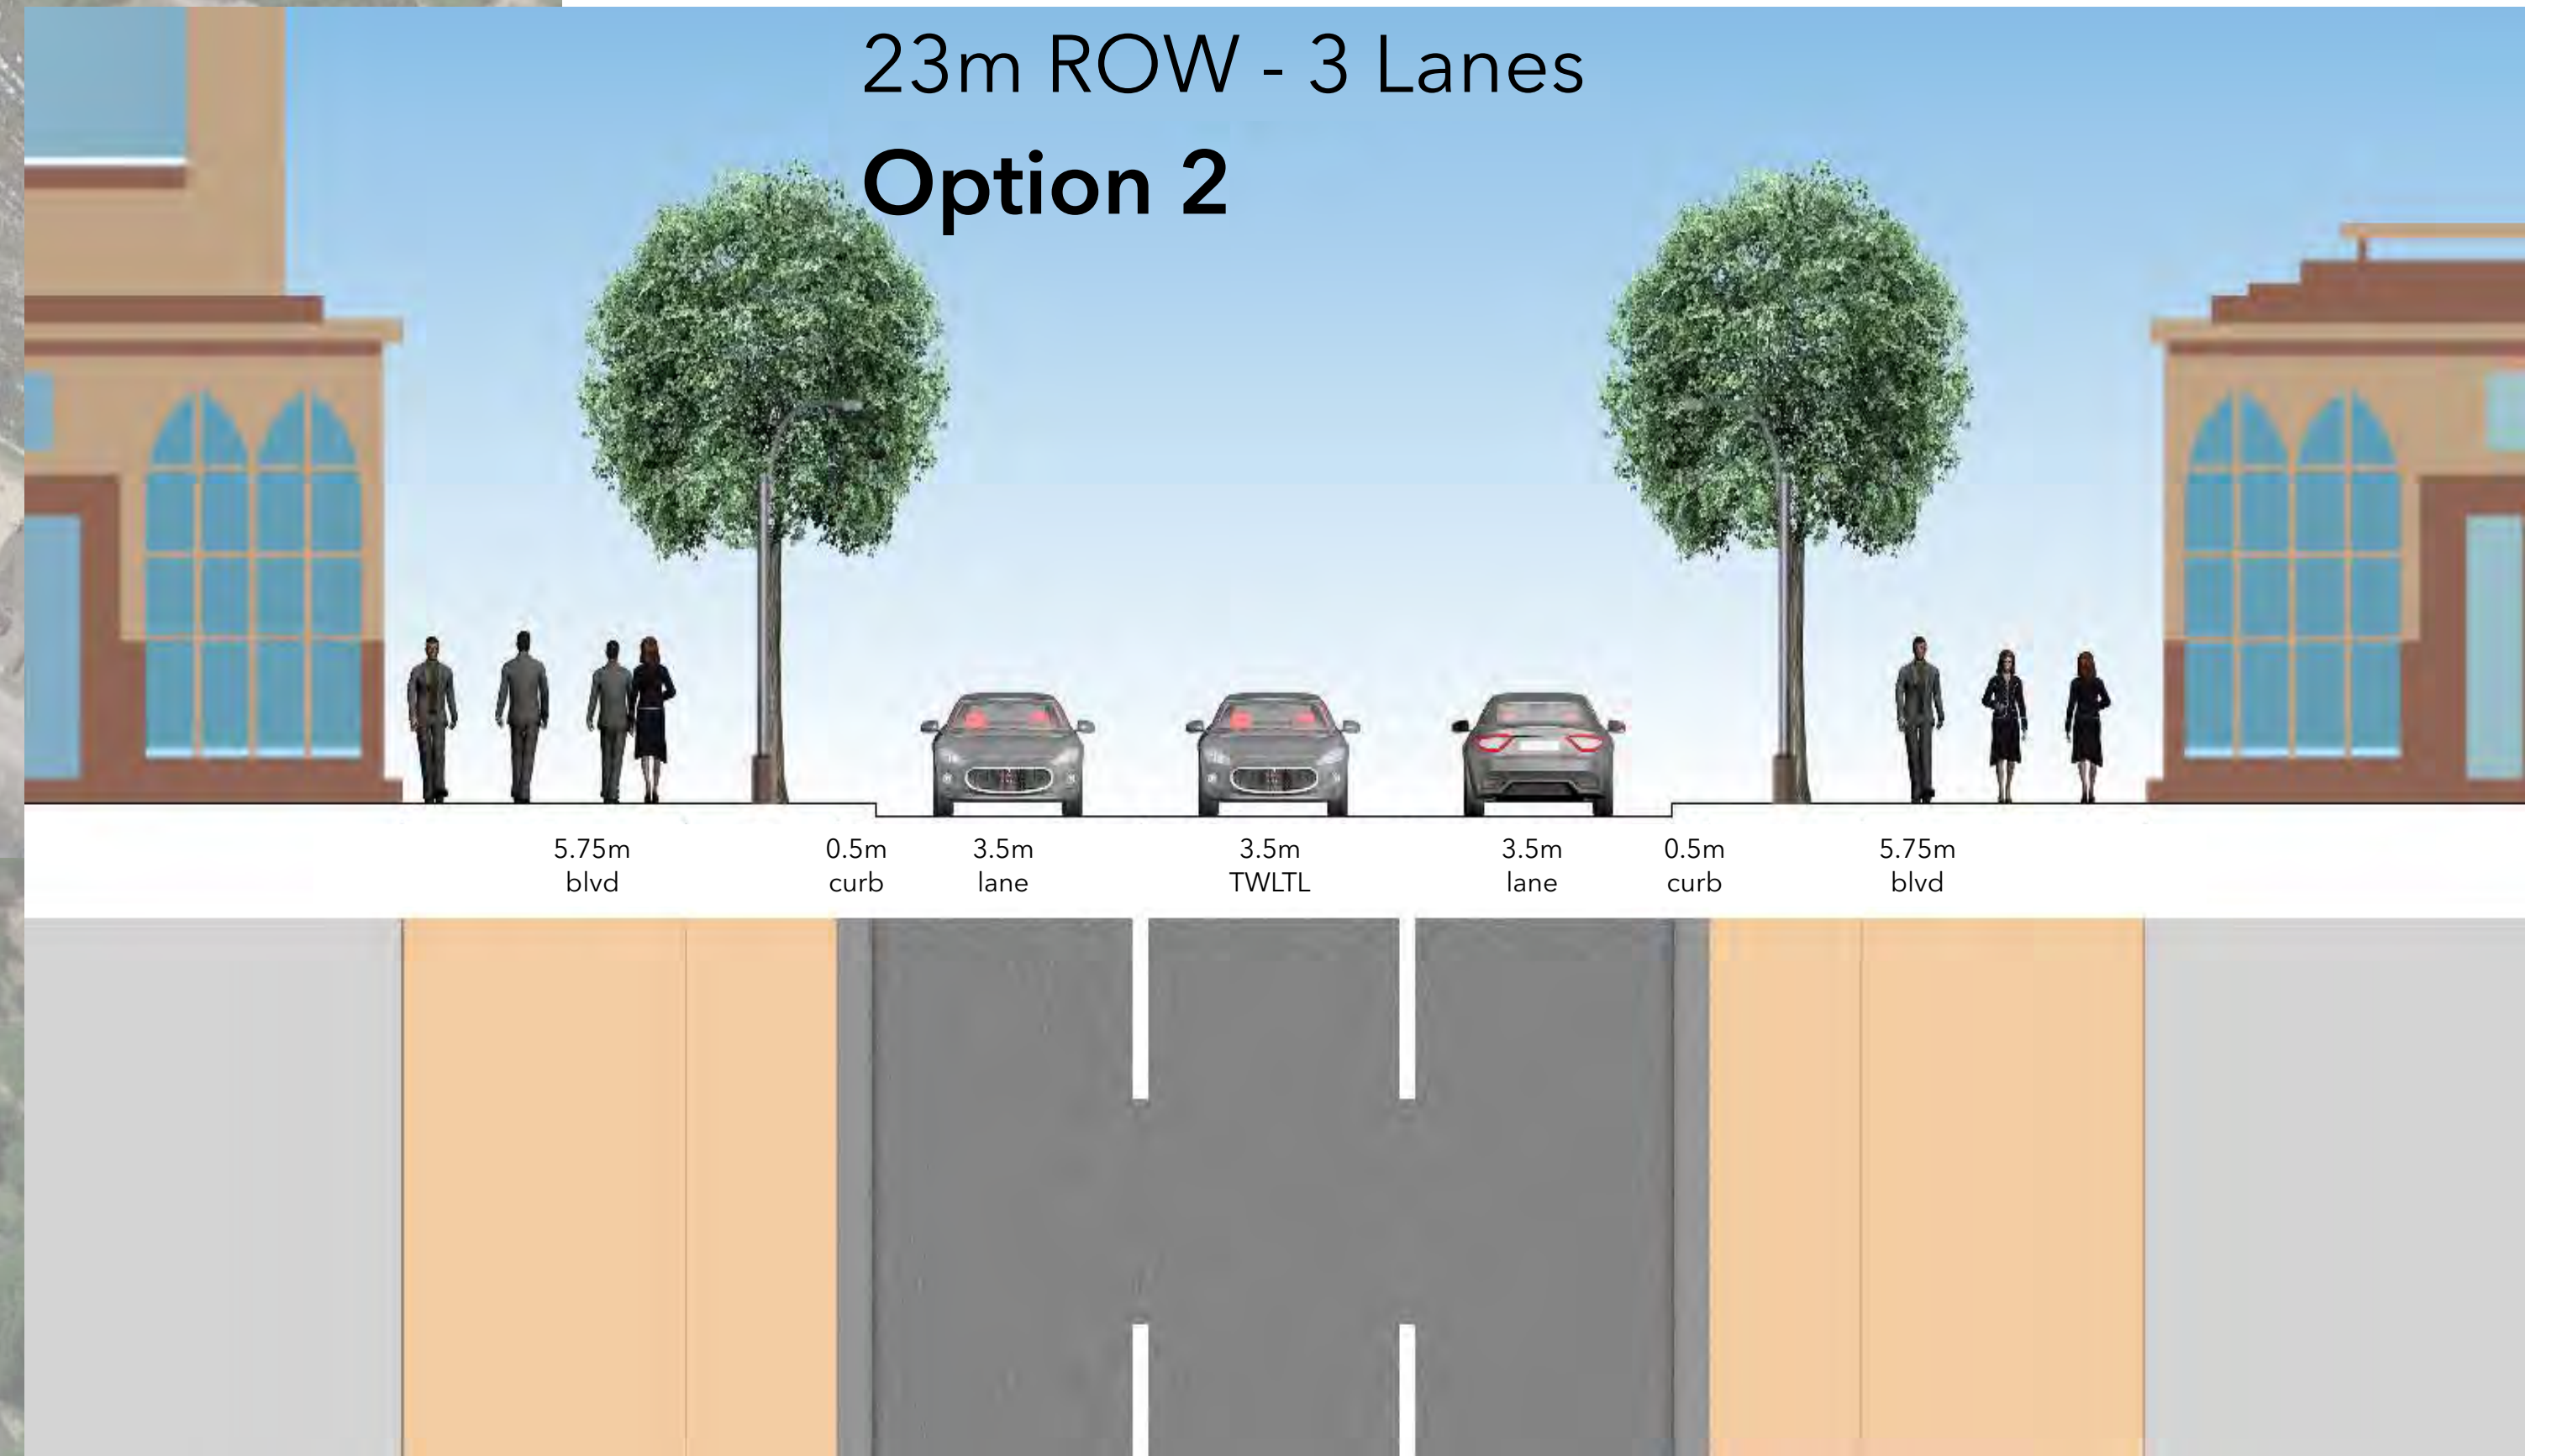 23m ROW - 3 Lanes
Option 2
5.75m
blvd
0.5m
curb
3.5m
lane
3.5m
TWLTL
3.5m
lane
0.5m
curb
5.75m
blvd